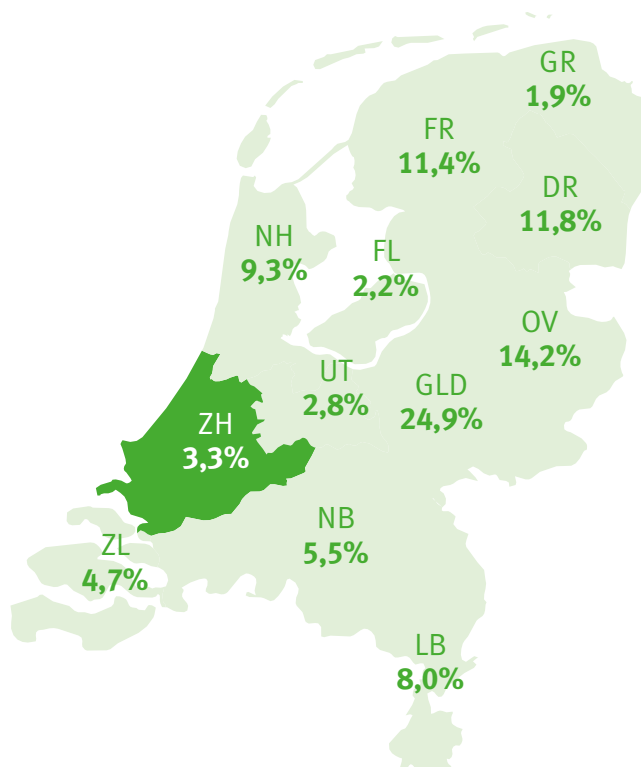 GR
1,9%
FR
11,4%
DR
11,8%
NH
9,3%
FL
2,2%
OV
14,2%
UT
2,8%
GLD
24,9%
ZH
3,3%
NB
5,5%
ZL
4,7%
LB
8,0%